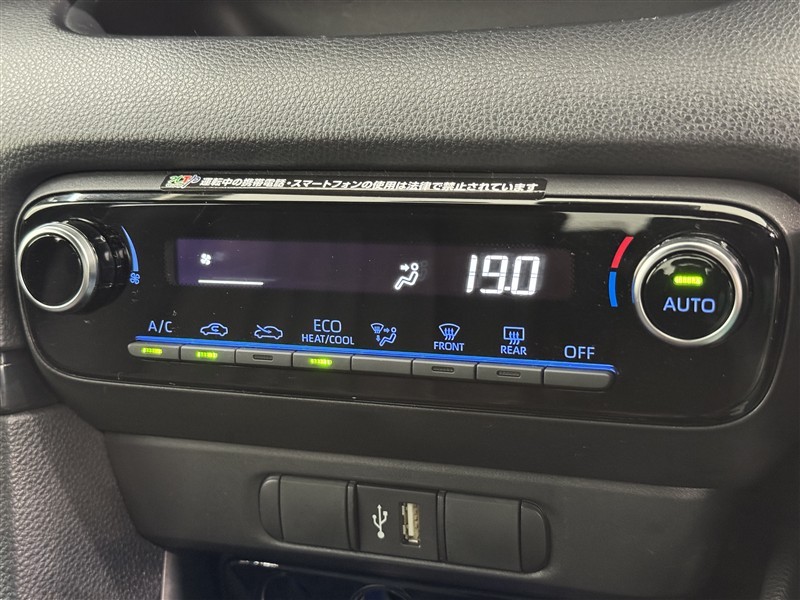 運転中の携帯電話・スマートフォンの使用は法律で禁止されています
19.0
AUTO
A/C
ECO
HEAT/COOL
FRONT
REAR
OFF